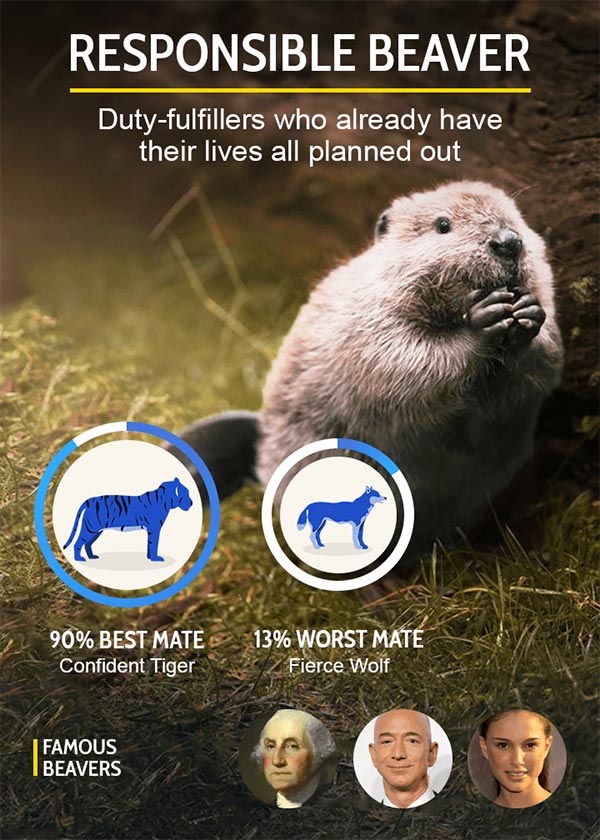 RESPONSIBLE BEAVER
Duty-fulfillers who already have
their lives all planned out
90% BEST MATE
Confident Tiger
13% WORST MATE
Fierce Wolf
FAMOUS
BEAVERS